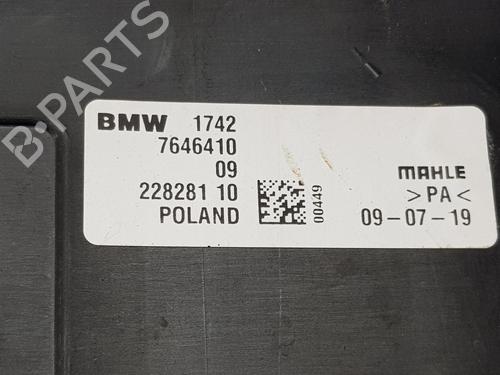 B-PARTS
BMW 1742
7646410
09
228281 10
POLAND
00449
MAHLE
>PA<
09-07-19